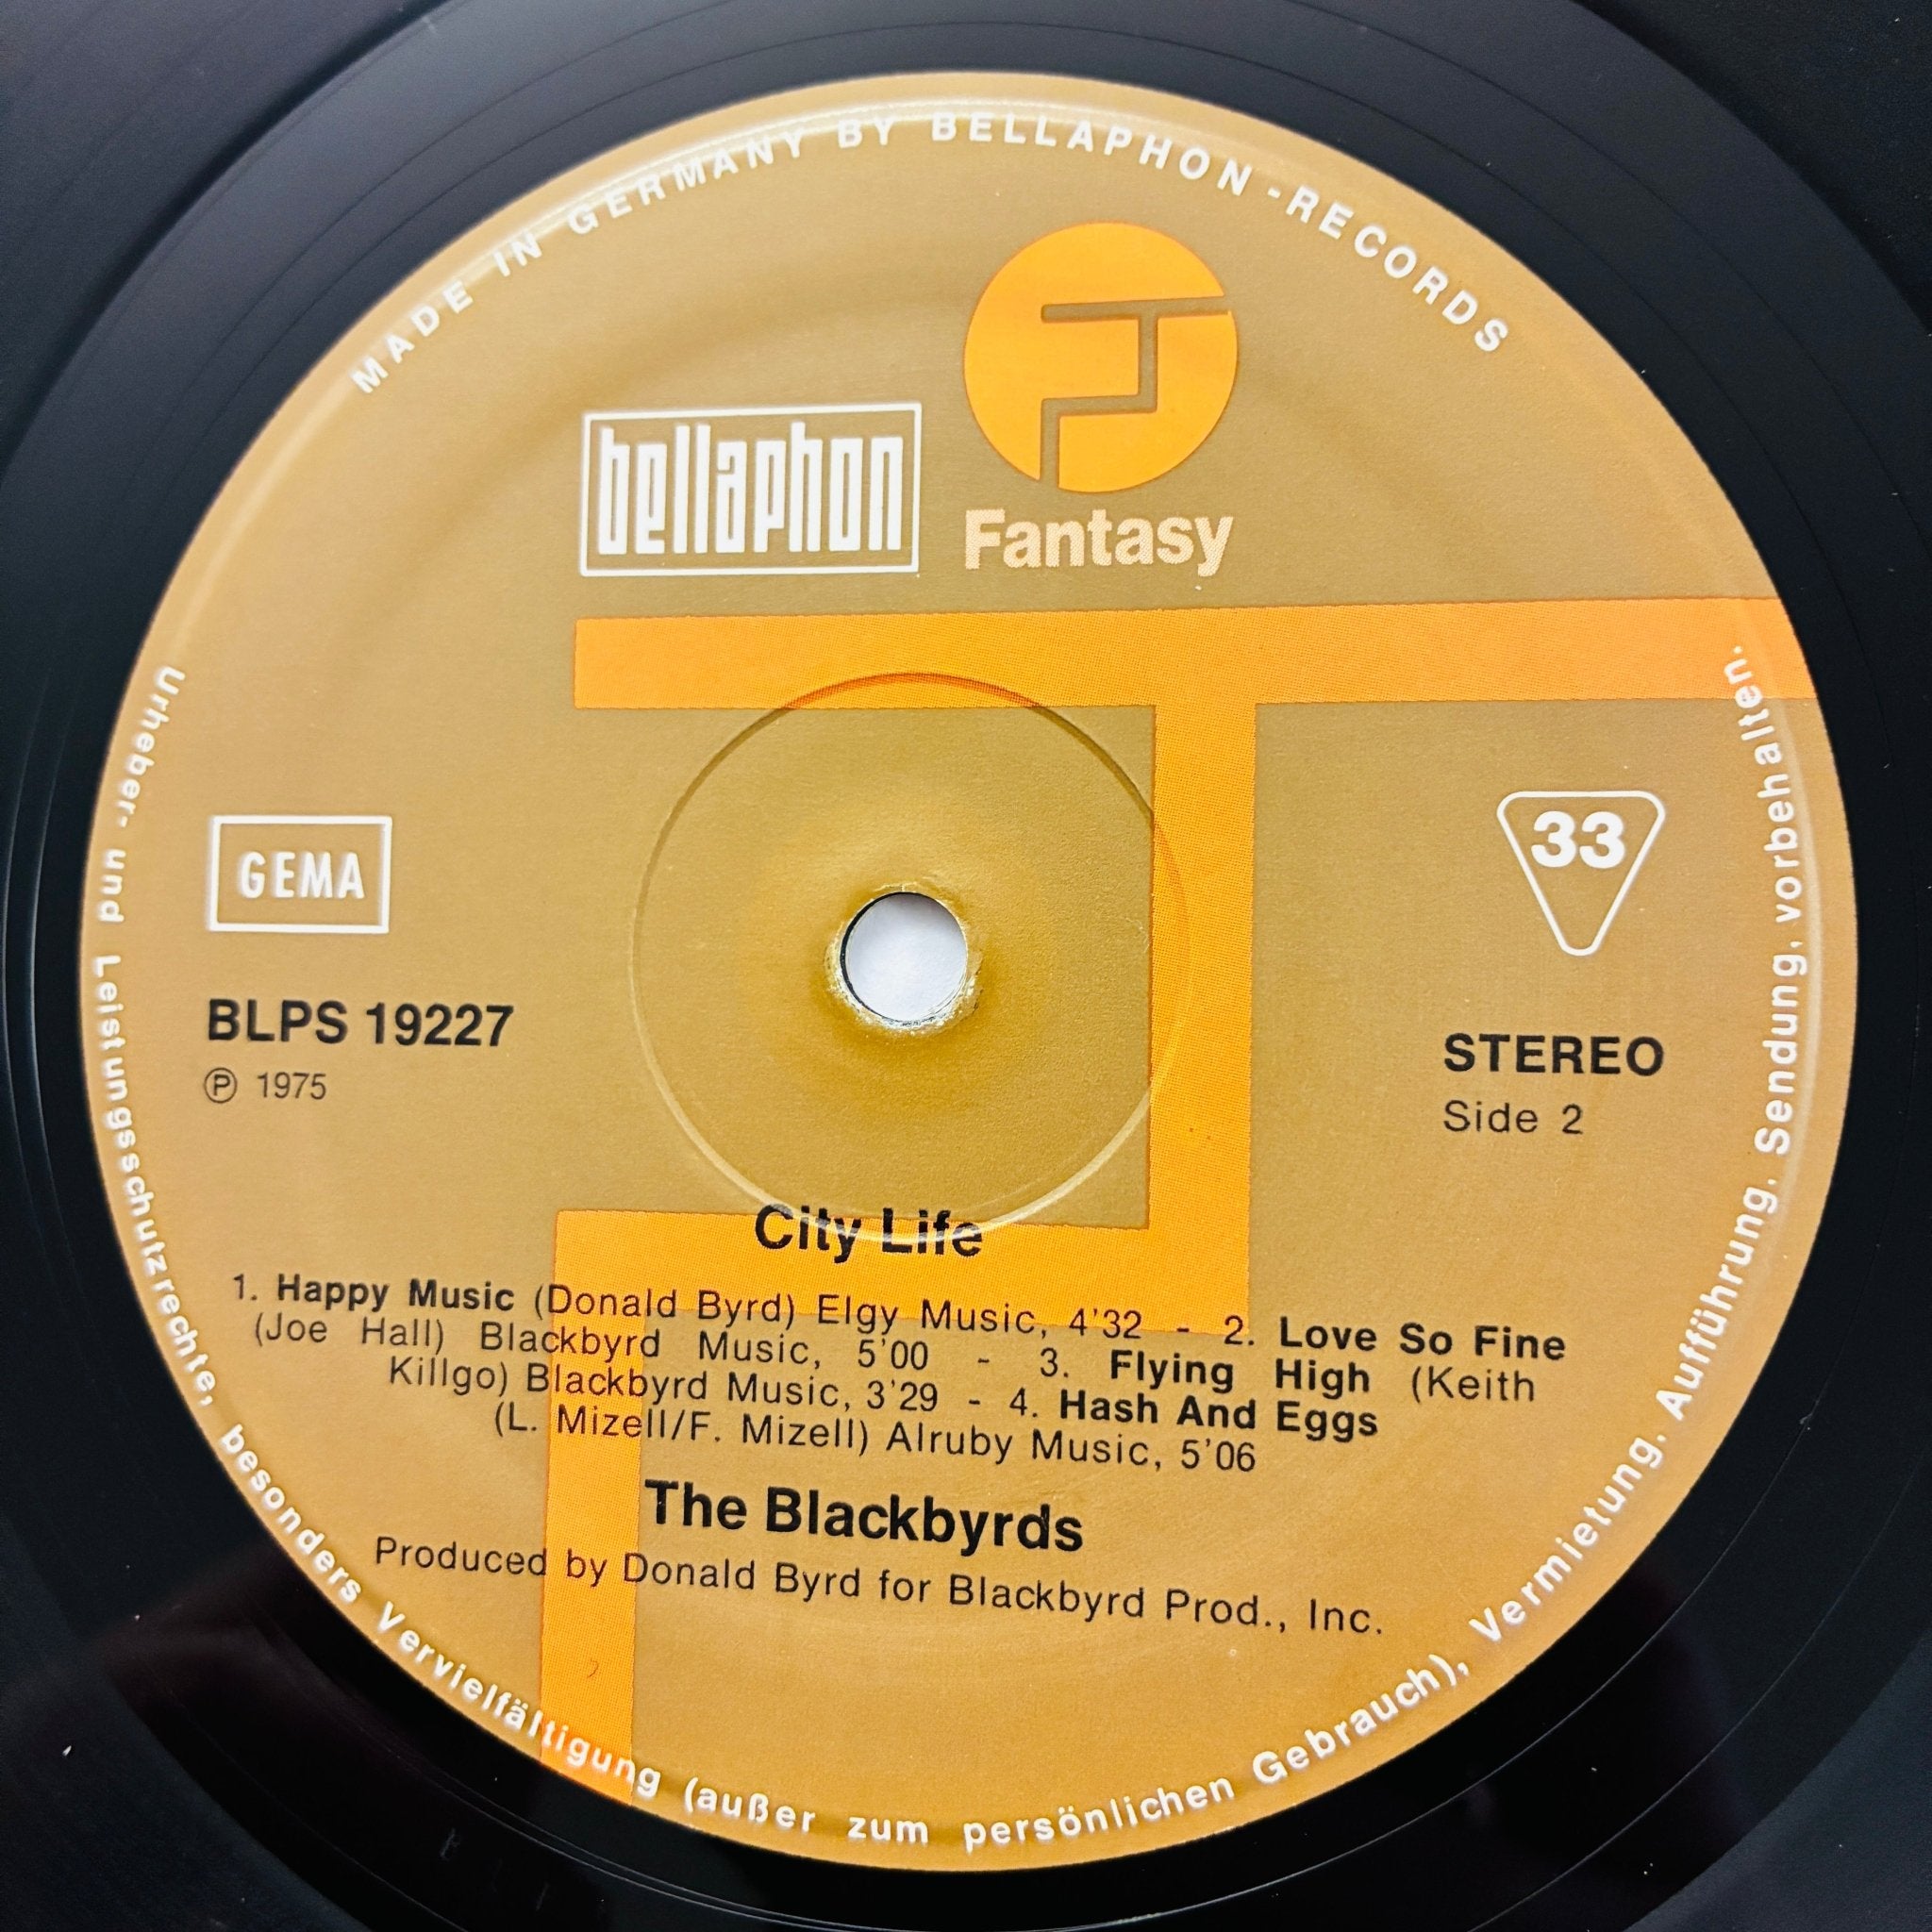 MADE IN GERMANY BY BELLAPHON-RECORDS
bellaphon
Fantasy
GEMA
33
BLPS 19227
℗ 1975
STEREO
Side 2
City Life
1. Happy Music (Donald Byrd) Elgy Music, 4'32 - 2. Love So Fine
(Joe Hall) Blackbyrd Music, 5'00 - 3. Flying High (Keith
Killgo) Blackbyrd Music, 3'29 - 4. Hash And Eggs
(L. Mizell/F. Mizell) Alruby Music, 5'06
The Blackbyrds
Produced by Donald Byrd for Blackbyrd Prod., Inc.
Urheber- und Leistungsschutzrechte, besonders Vervielfältigung (außer zum persönlichen Gebrauch), Vermietung, Aufführung, Sendung, vorbehalten.